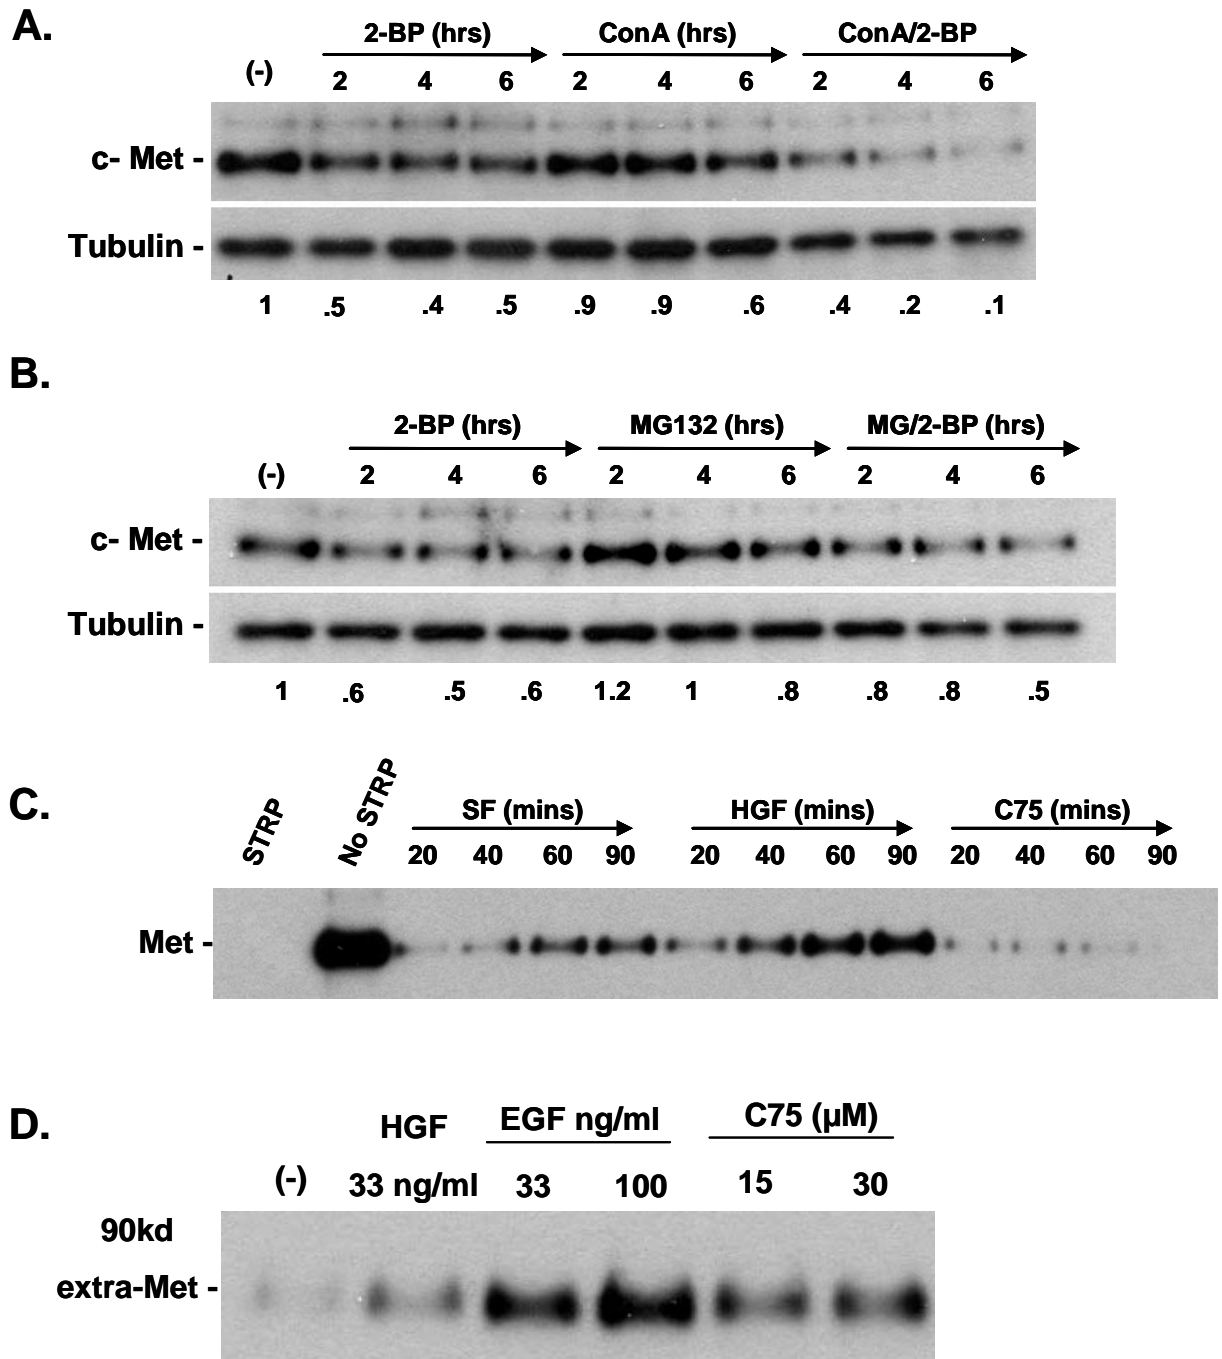 A.
2-BP (hrs) ConA (hrs) ConA/2-BP
(-) 2 4 6 2 4 6 2 4 6
c- Met -
Tubulin -
1 .5 .4 .5 .9 .9 .6 .4 .2 .1
B.
2-BP (hrs) MG132 (hrs) MG/2-BP (hrs)
(-) 2 4 6 2 4 6 2 4 6
c- Met -
Tubulin -
1 .6 .5 .6 1.2 1 .8 .8 .8 .5
C.
STRP No STRP SF (mins) HGF (mins) C75 (mins)
20 40 60 90 20 40 60 90 20 40 60 90
Met -
D.
HGF EGF ng/ml C75 (µM)
(-) 33 ng/ml 33 100 15 30
90kd
extra-Met -